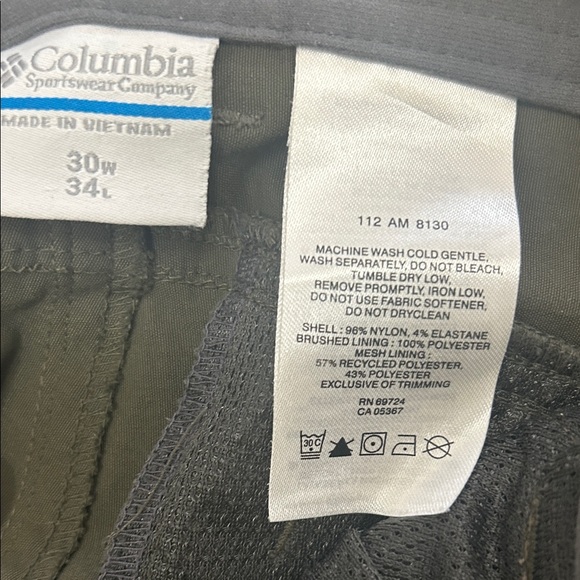 Columbia
Sportswear Company
MADE IN VIETNAM
30W
34L
112 AM 8130
MACHINE WASH COLD GENTLE,
WASH SEPARATELY, DO NOT BLEACH,
TUMBLE DRY LOW,
REMOVE PROMPTLY, IRON LOW,
DO NOT USE FABRIC SOFTENER,
DO NOT DRYCLEAN
SHELL : 96% NYLON, 4% ELASTANE
BRUSHED LINING : 100% POLYESTER
MESH LINING :
57% RECYCLED POLYESTER,
43% POLYESTER
EXCLUSIVE OF TRIMMING
RN 69724
CA 05367
30C